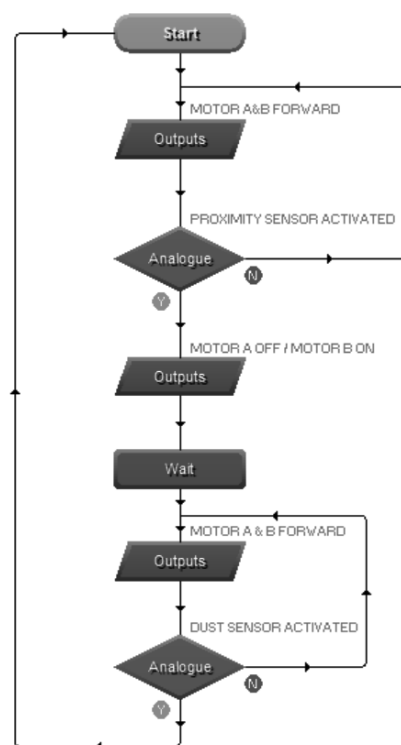 Start
MOTOR A&B FORWARD
Outputs
PROXIMITY SENSOR ACTIVATED
Analogue
N
Y
MOTOR A OFF / MOTOR B ON
Outputs
Wait
MOTOR A & B FORWARD
Outputs
DUST SENSOR ACTIVATED
Analogue
N
Y